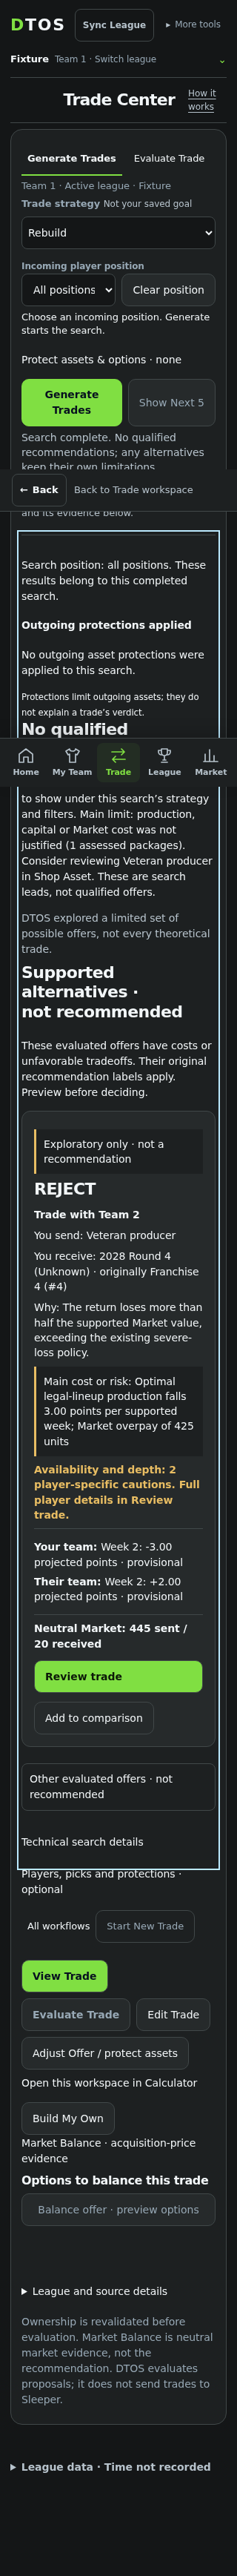 DTOS
Sync League
▸ More tools
Fixture Team 1 · Switch league
Trade Center
How it
works
Generate Trades
Evaluate Trade
Team 1 · Active league · Fixture
Trade strategy Not your saved goal
Rebuild
Incoming player position
All positions
Clear position
Choose an incoming position. Generate
starts the search.
Protect assets & options · none
Generate
Trades
Show Next 5
Search complete. No qualified
recommendations; any alternatives
keep their own limitations
← Back
Back to Trade workspace
and its evidence below.
Search position: all positions. These
results belong to this completed
search.
Outgoing protections applied
No outgoing asset protections were
applied to this search.
Protections limit outgoing assets; they do
not explain a trade's verdict.
No qualified
Home
My Team
Trade
League
Market
to show under this search's strategy
and filters. Main limit: production,
capital or Market cost was not
justified (1 assessed packages).
Consider reviewing Veteran producer
in Shop Asset. These are search
leads, not qualified offers.
DTOS explored a limited set of
possible offers, not every theoretical
trade.
Supported
alternatives ·
not recommended
These evaluated offers have costs or
unfavorable tradeoffs. Their original
recommendation labels apply.
Preview before deciding.
Exploratory only · not a
recommendation
REJECT
Trade with Team 2
You send: Veteran producer
You receive: 2028 Round 4
(Unknown) · originally Franchise
4 (#4)
Why: The return loses more than
half the supported Market value,
exceeding the existing severe-
loss policy.
Main cost or risk: Optimal
legal-lineup production falls
3.00 points per supported
week; Market overpay of 425
units
Availability and depth: 2
player-specific cautions. Full
player details in Review
trade.
Your team: Week 2: -3.00
projected points · provisional
Their team: Week 2: +2.00
projected points · provisional
Neutral Market: 445 sent /
20 received
Review trade
Add to comparison
Other evaluated offers · not
recommended
Technical search details
Players, picks and protections ·
optional
All workflows
Start New Trade
View Trade
Evaluate Trade
Edit Trade
Adjust Offer / protect assets
Open this workspace in Calculator
Build My Own
Market Balance · acquisition-price
evidence
Options to balance this trade
Balance offer · preview options
▶ League and source details
Ownership is revalidated before
evaluation. Market Balance is neutral
market evidence, not the
recommendation. DTOS evaluates
proposals; it does not send trades to
Sleeper.
▶ League data · Time not recorded